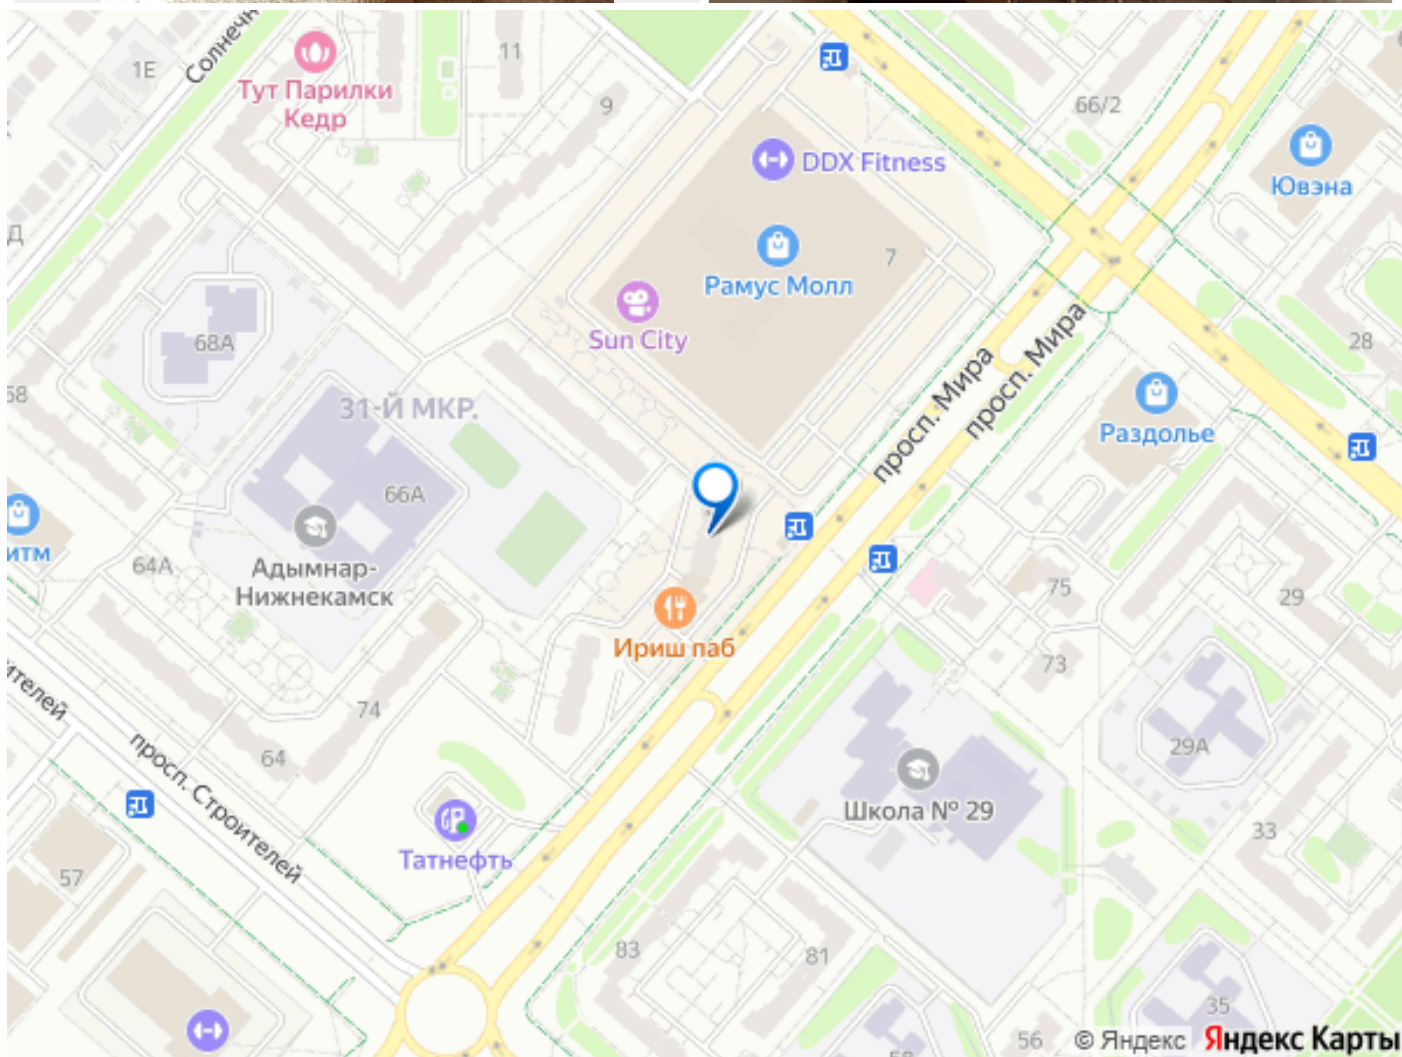 Солнечн
1Е
11
Тут Парилки
Кедр
9
66/2
DDX Fitness
Ювэна
Д
7
Рамус Молл
Sun City
68А
28
58
31-Й МКР.
просп. Мира
просп. Мира
Раздолье
66А
итм
64А
Адымнар-
Нижнекамск
75
29
Ириш паб
73
ителей
74
64
29А
просп. Строителей
Школа № 29
33
Татнефть
57
83
81
35
56
© Яндекс
Яндекс Карты